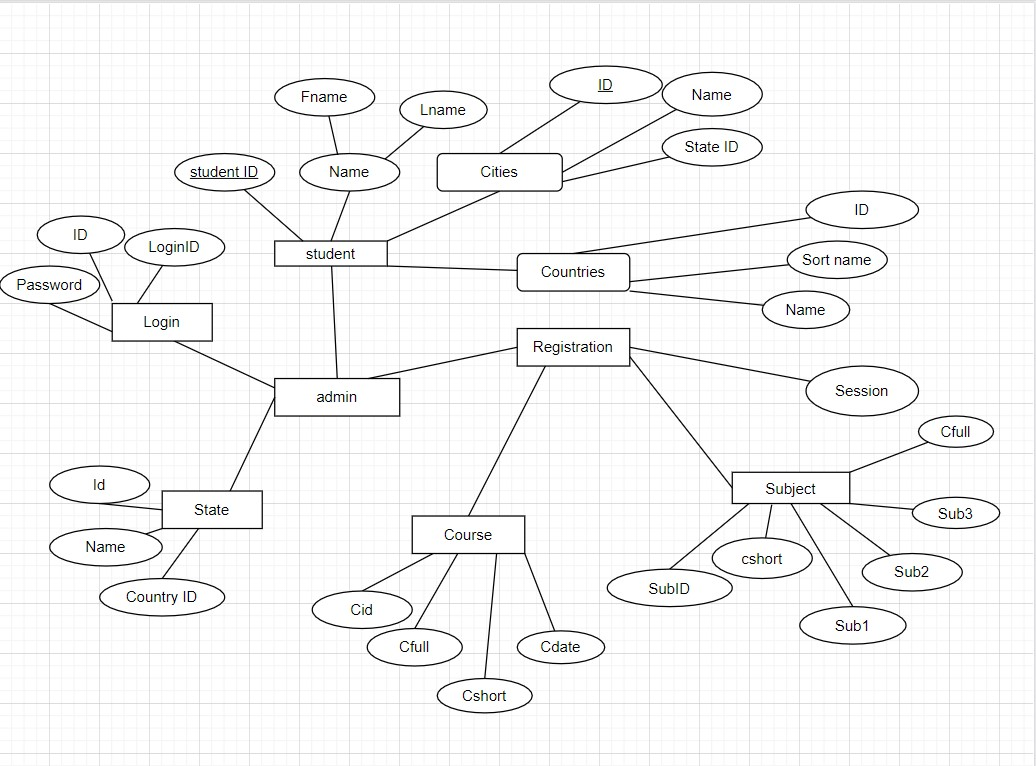 ID
Name
Fname
Lname
State ID
student ID
Name
Cities
ID
ID
LoginID
student
Sort name
Countries
Password
Name
Login
Registration
Session
admin
Cfull
Id
Subject
State
Sub3
Course
Name
cshort
Sub2
SubID
Country ID
Cid
Sub1
Cfull
Cdate
Cshort